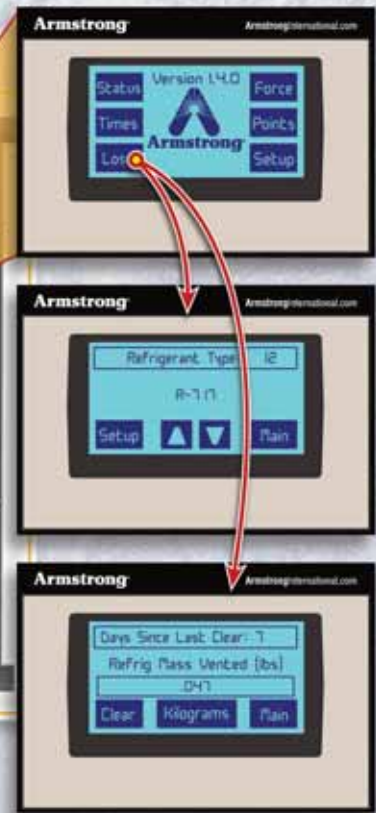 Armstrong ArmstrongInternational.com
Status Version 1.4.0 Force
Times Points
Armstrong
Setup
Armstrong ArmstrongInternational.com
Refrigerant Type 12
R-717
Setup Main
Armstrong ArmstrongInternational.com
Days Since Last Clear: 7
Refrig Mass Vented (lbs)
.047
Clear Kilograms Main